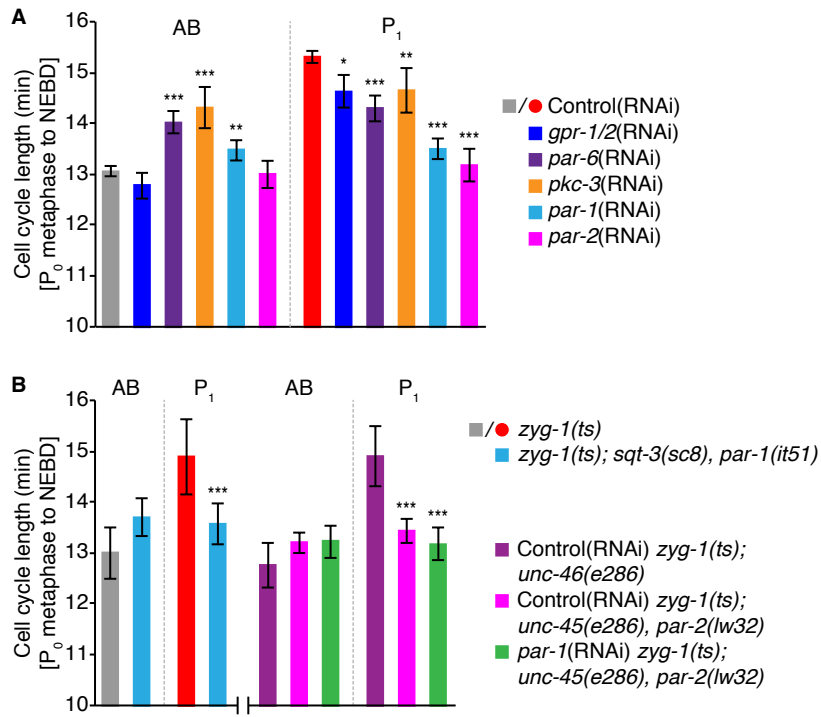 A
AB
P1
Cell cycle length (min)
[P0 metaphase to NEBD]
16
15
14
13
12
11
10
***
***
**
*
***
**
***
***
/ Control(RNAi)
gpr-1/2(RNAi)
par-6(RNAi)
pkc-3(RNAi)
par-1(RNAi)
par-2(RNAi)
B
AB
P1
AB
P1
Cell cycle length (min)
[P0 metaphase to NEBD]
16
15
14
13
12
11
10
***
***
***
/ zyg-1(ts)
zyg-1(ts); sqt-3(sc8), par-1(it51)
Control(RNAi) zyg-1(ts);
unc-46(e286)
Control(RNAi) zyg-1(ts);
unc-45(e286), par-2(lw32)
par-1(RNAi) zyg-1(ts);
unc-45(e286), par-2(lw32)